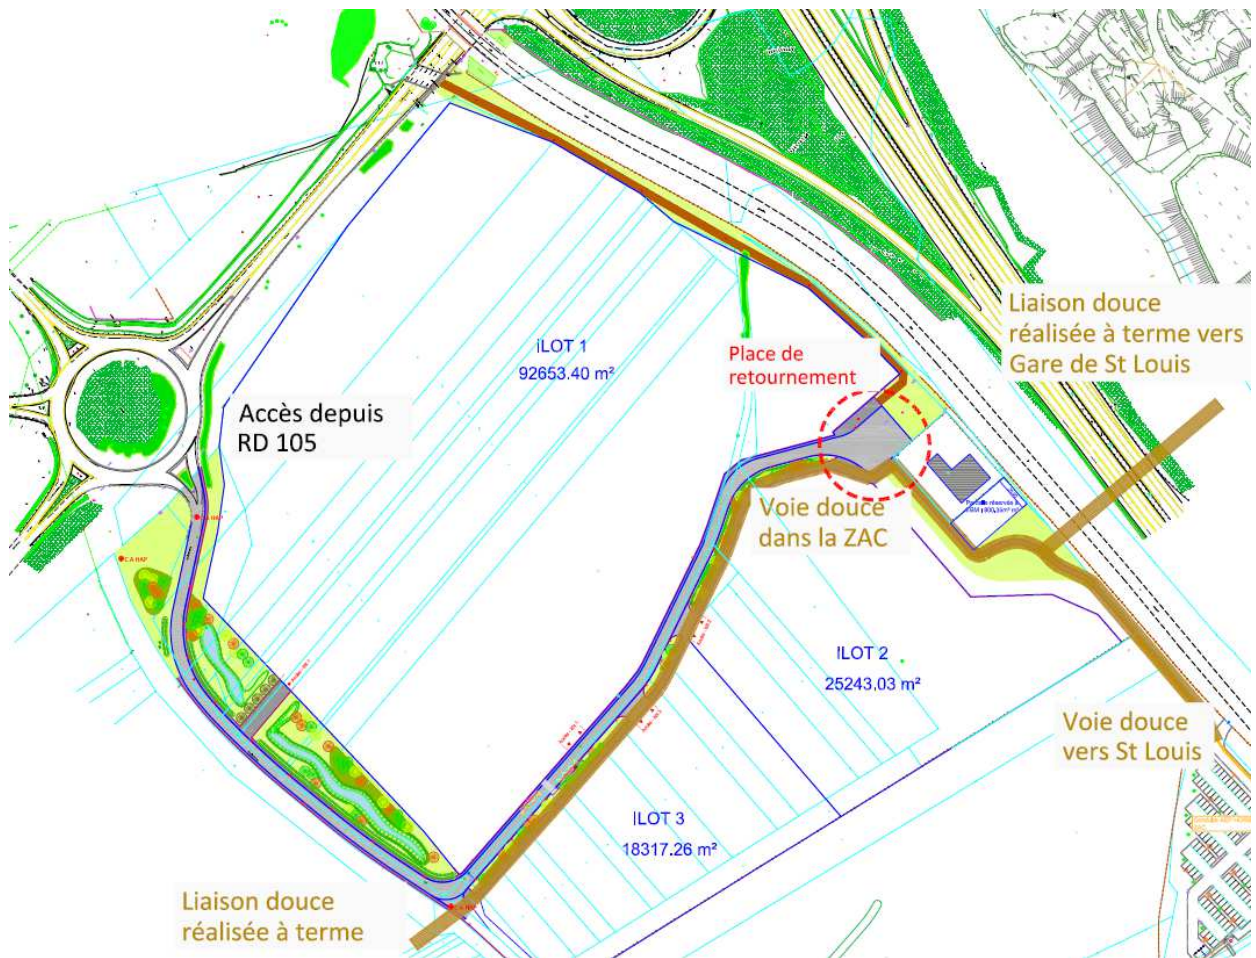 Liaison douce
réalisée à terme vers
Gare de St Louis
ILOT 1
92653.40 m²
Place de
retournement
Accès depuis
RD 105
Voie douce
dans la ZAC
C.A HAP
ILOT 2
25243.03 m²
Voie douce
vers St Louis
ILOT 3
18317.26 m²
Liaison douce
réalisée à terme